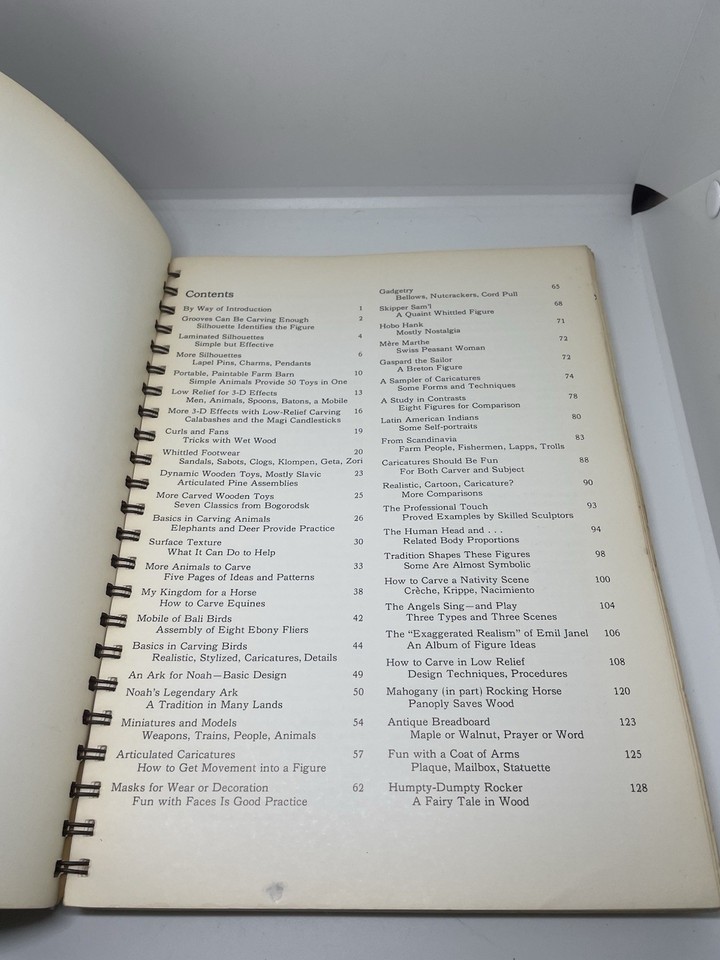 Contents
By Way of Introduction 1
Grooves Can Be Carving Enough 2
Silhouette Identifies the Figure
Laminated Silhouettes 4
Simple but Effective
More Silhouettes 6
Lapel Pins, Charms, Pendants
Portable, Paintable Farm Barn 10
Simple Animals Provide 50 Toys in One
Low Relief for 3-D Effects 13
Men, Animals, Spoons, Batons, a Mobile
More 3-D Effects with Low-Relief Carving 16
Calabashes and the Magi Candlesticks
Curls and Fans 19
Tricks with Wet Wood
Whittled Footwear 20
Sandals, Sabots, Clogs, Klompen, Geta, Zori
Dynamic Wooden Toys, Mostly Slavic 23
Articulated Pine Assemblies
More Carved Wooden Toys 25
Seven Classics from Bogorodsk
Basics in Carving Animals 26
Elephants and Deer Provide Practice
Surface Texture 30
What It Can Do to Help
More Animals to Carve 33
Five Pages of Ideas and Patterns
My Kingdom for a Horse 38
How to Carve Equines
Mobile of Bali Birds 42
Assembly of Eight Ebony Fliers
Basics in Carving Birds 44
Realistic, Stylized, Caricatures, Details
An Ark for Noah—Basic Design 49
Noah's Legendary Ark 50
A Tradition in Many Lands
Miniatures and Models 54
Weapons, Trains, People, Animals
Articulated Caricatures 57
How to Get Movement into a Figure
Masks for Wear or Decoration 62
Fun with Faces Is Good Practice
Gadgetry 65
Bellows, Nutcrackers, Cord Pull
Skipper Sam'l 68
A Quaint Whittled Figure
Hobo Hank 71
Mostly Nostalgia
Mère Marthe 72
Swiss Peasant Woman
Gaspard the Sailor 72
A Breton Figure
A Sampler of Caricatures 74
Some Forms and Techniques
A Study in Contrasts 78
Eight Figures for Comparison
Latin American Indians 80
Some Self-portraits
From Scandinavia 83
Farm People, Fishermen, Lapps, Trolls
Caricatures Should Be Fun 88
For Both Carver and Subject
Realistic, Cartoon, Caricature? 90
More Comparisons
The Professional Touch 93
Proved Examples by Skilled Sculptors
The Human Head and . . . 94
Related Body Proportions
Tradition Shapes These Figures 98
Some Are Almost Symbolic
How to Carve a Nativity Scene 100
Crèche, Krippe, Nacimiento
The Angels Sing—and Play 104
Three Types and Three Scenes
The "Exaggerated Realism" of Emil Janel 106
An Album of Figure Ideas
How to Carve in Low Relief 108
Design Techniques, Procedures
Mahogany (in part) Rocking Horse 120
Panoply Saves Wood
Antique Breadboard 123
Maple or Walnut, Prayer or Word
Fun with a Coat of Arms 125
Plaque, Mailbox, Statuette
Humpty-Dumpty Rocker 128
A Fairy Tale in Wood